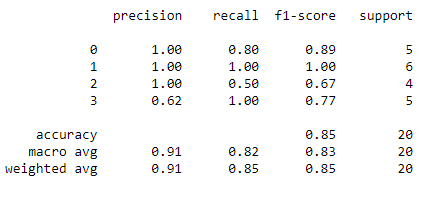 precision recall f1-score support
0 1.00 0.80 0.89 5
1 1.00 1.00 1.00 6
2 1.00 0.50 0.67 4
3 0.62 1.00 0.77 5
accuracy 0.85 20
macro avg 0.91 0.82 0.83 20
weighted avg 0.91 0.85 0.85 20